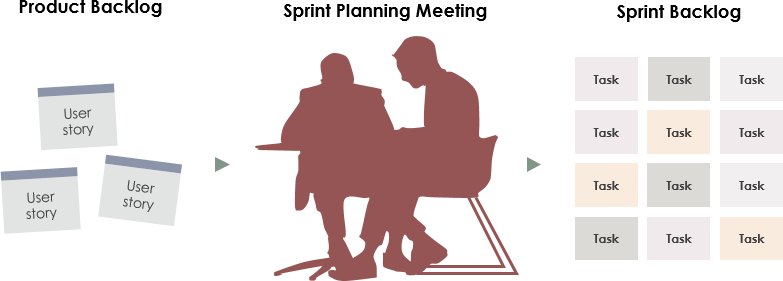 Product Backlog
Sprint Planning Meeting
Sprint Backlog
User
story
User
story
User
story
Task
Task
Task
Task
Task
Task
Task
Task
Task
Task
Task
Task